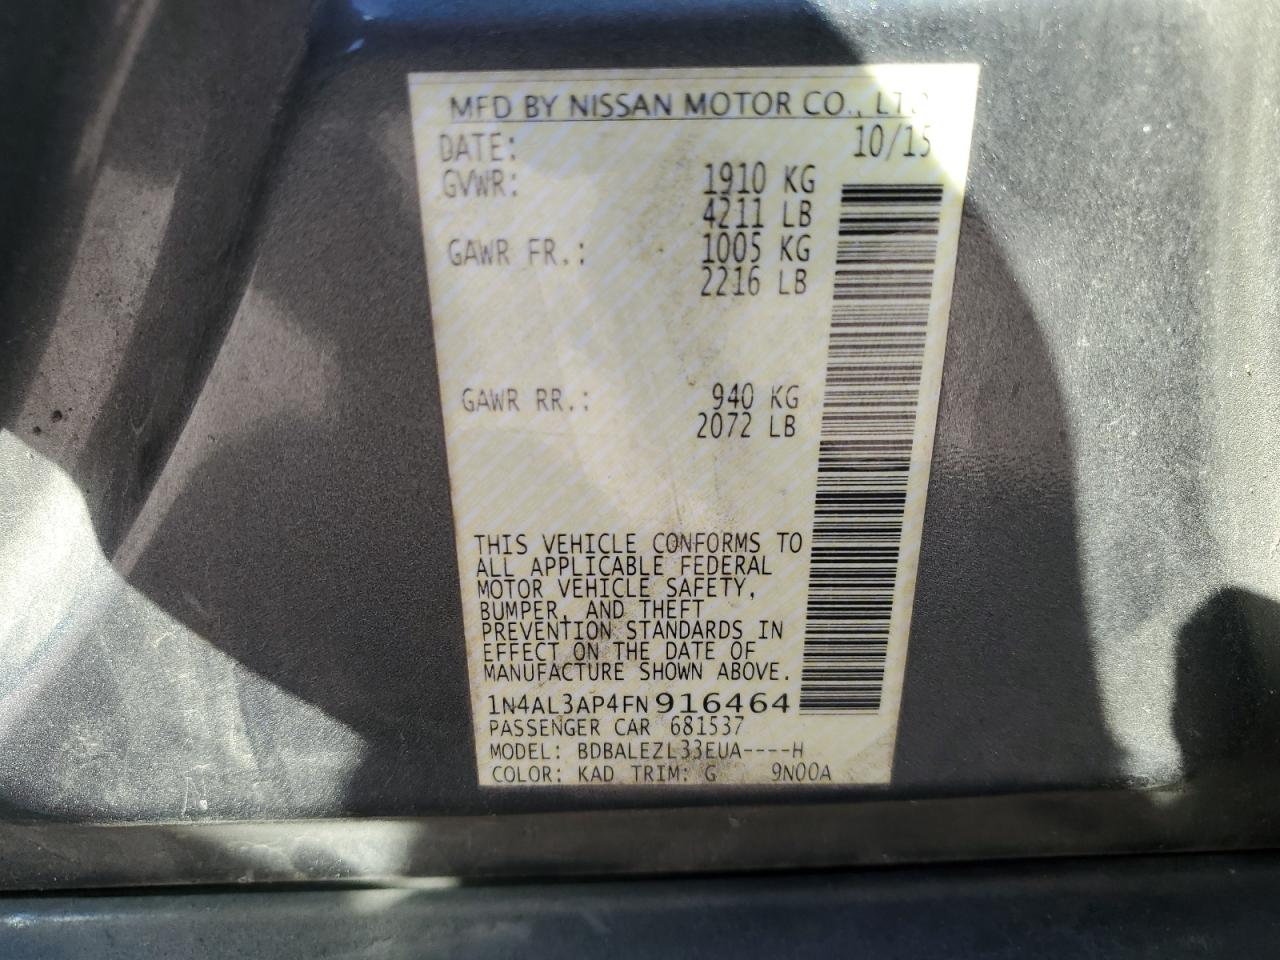 MFD BY NISSAN MOTOR CO., LTD
DATE: 10/15
GVWR: 1910 KG
4211 LB
GAWR FR.: 1005 KG
2216 LB
GAWR RR.: 940 KG
2072 LB
THIS VEHICLE CONFORMS TO
ALL APPLICABLE FEDERAL
MOTOR VEHICLE SAFETY,
BUMPER, AND THEFT
PREVENTION STANDARDS IN
EFFECT ON THE DATE OF
MANUFACTURE SHOWN ABOVE.
1N4AL3AP4FN916464
PASSENGER CAR 681537
MODEL: BDBALEZL33EUA----H
COLOR: KAD TRIM: G 9N00A